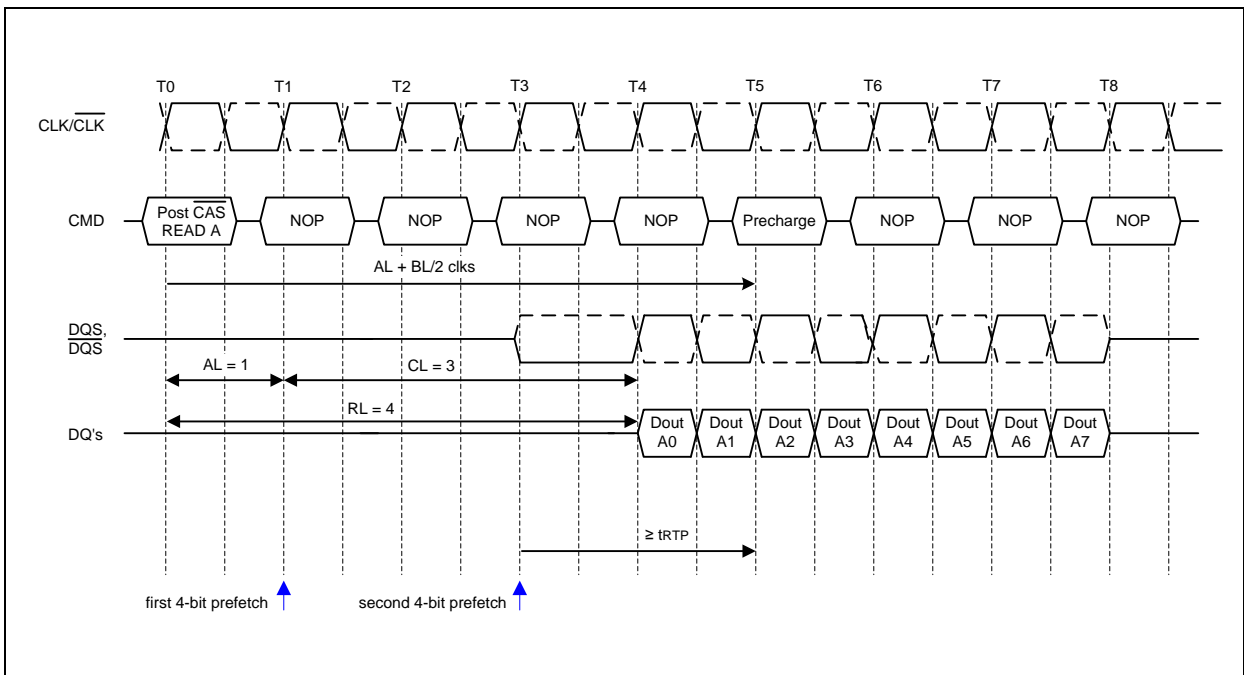 T0 T1 T2 T3 T4 T5 T6 T7 T8
CLK/CLK
CMD Post CAS NOP NOP NOP NOP Precharge NOP NOP NOP
READ A
AL + BL/2 clks
DQS,
DQS
AL = 1 CL = 3
RL = 4
DQ's Dout Dout Dout Dout Dout Dout Dout Dout
A0 A1 A2 A3 A4 A5 A6 A7
≥ tRTP
first 4-bit prefetch second 4-bit prefetch